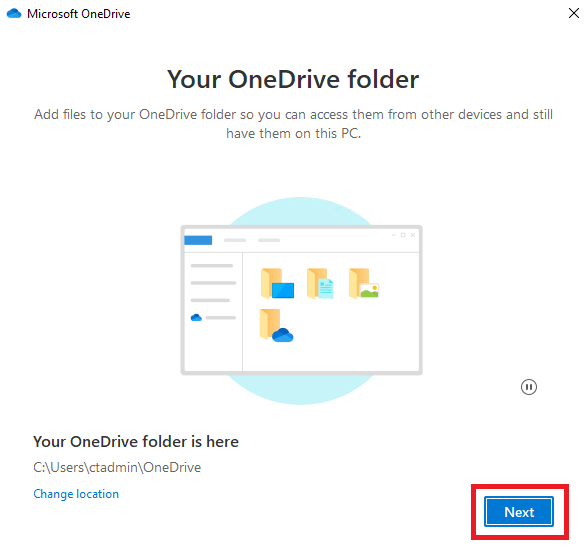 Microsoft OneDrive
Your OneDrive folder
Add files to your OneDrive folder so you can access them from other devices and still
have them on this PC.
Your OneDrive folder is here
C:\Users\ctadmin\OneDrive
Change location
Next